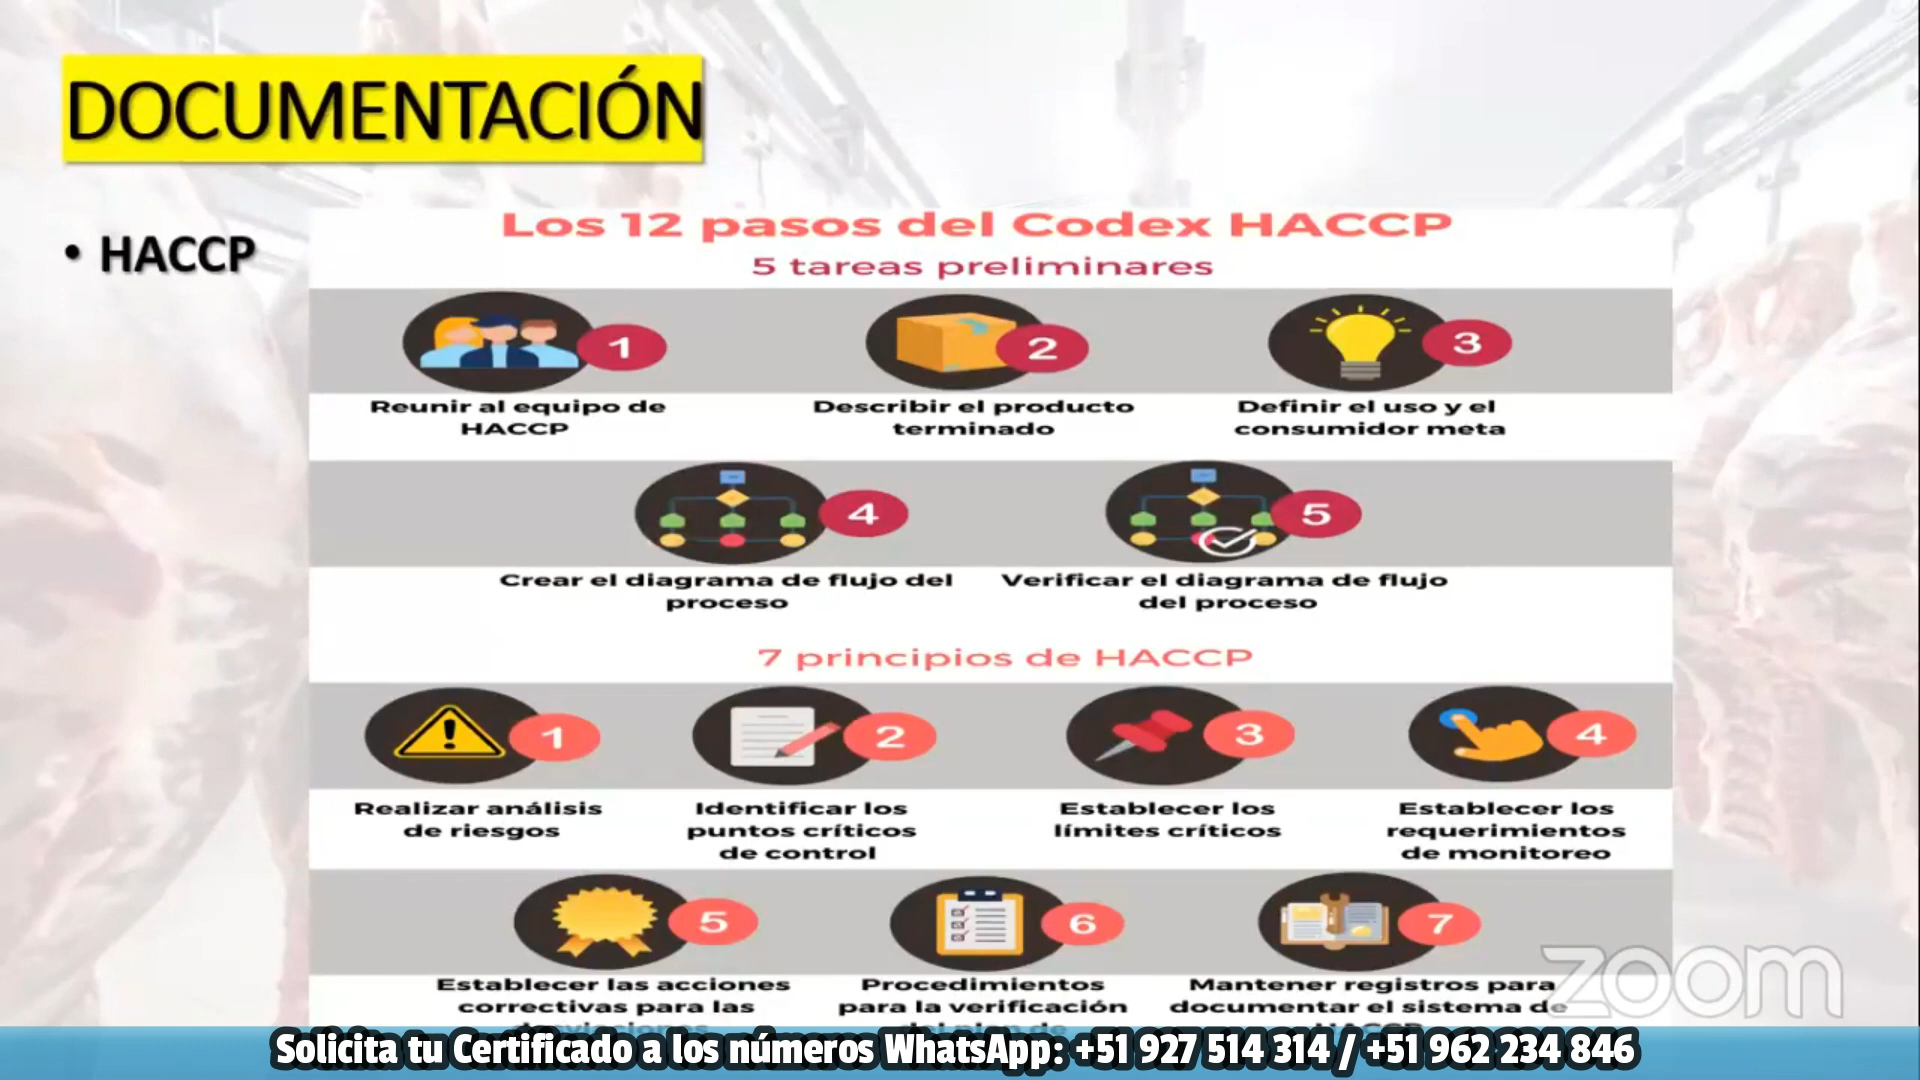 DOCUMENTACIÓN
• HACCP
Los 12 pasos del Codex HACCP
5 tareas preliminares
1
2
3
Reunir al equipo de
HACCP
Describir el producto
terminado
Definir el uso y el
consumidor meta
4
5
Crear el diagrama de flujo del
proceso
Verificar el diagrama de flujo
del proceso
7 principios de HACCP
1
2
3
4
Realizar análisis
de riesgos
Identificar los
puntos críticos
de control
Establecer los
límites críticos
Establecer los
requerimientos
de monitoreo
5
6
7
Establecer las acciones
correctivas para las
Procedimientos
para la verificación
Mantener registros para
documentar el sistema de
zoom
Solicita tu Certificado a los números WhatsApp: +51 927 514 314 / +51 962 234 846